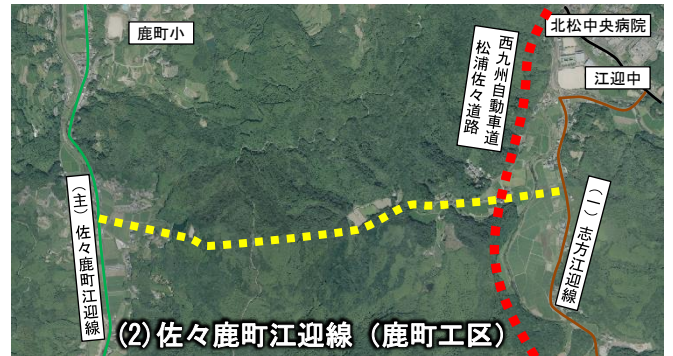 鹿町小
北松中央病院
江迎中
西九州自動車道
松浦佐々道路
(主)佐々鹿町江迎線
(一)志方江迎線
(2)佐々鹿町江迎線(鹿町工区)